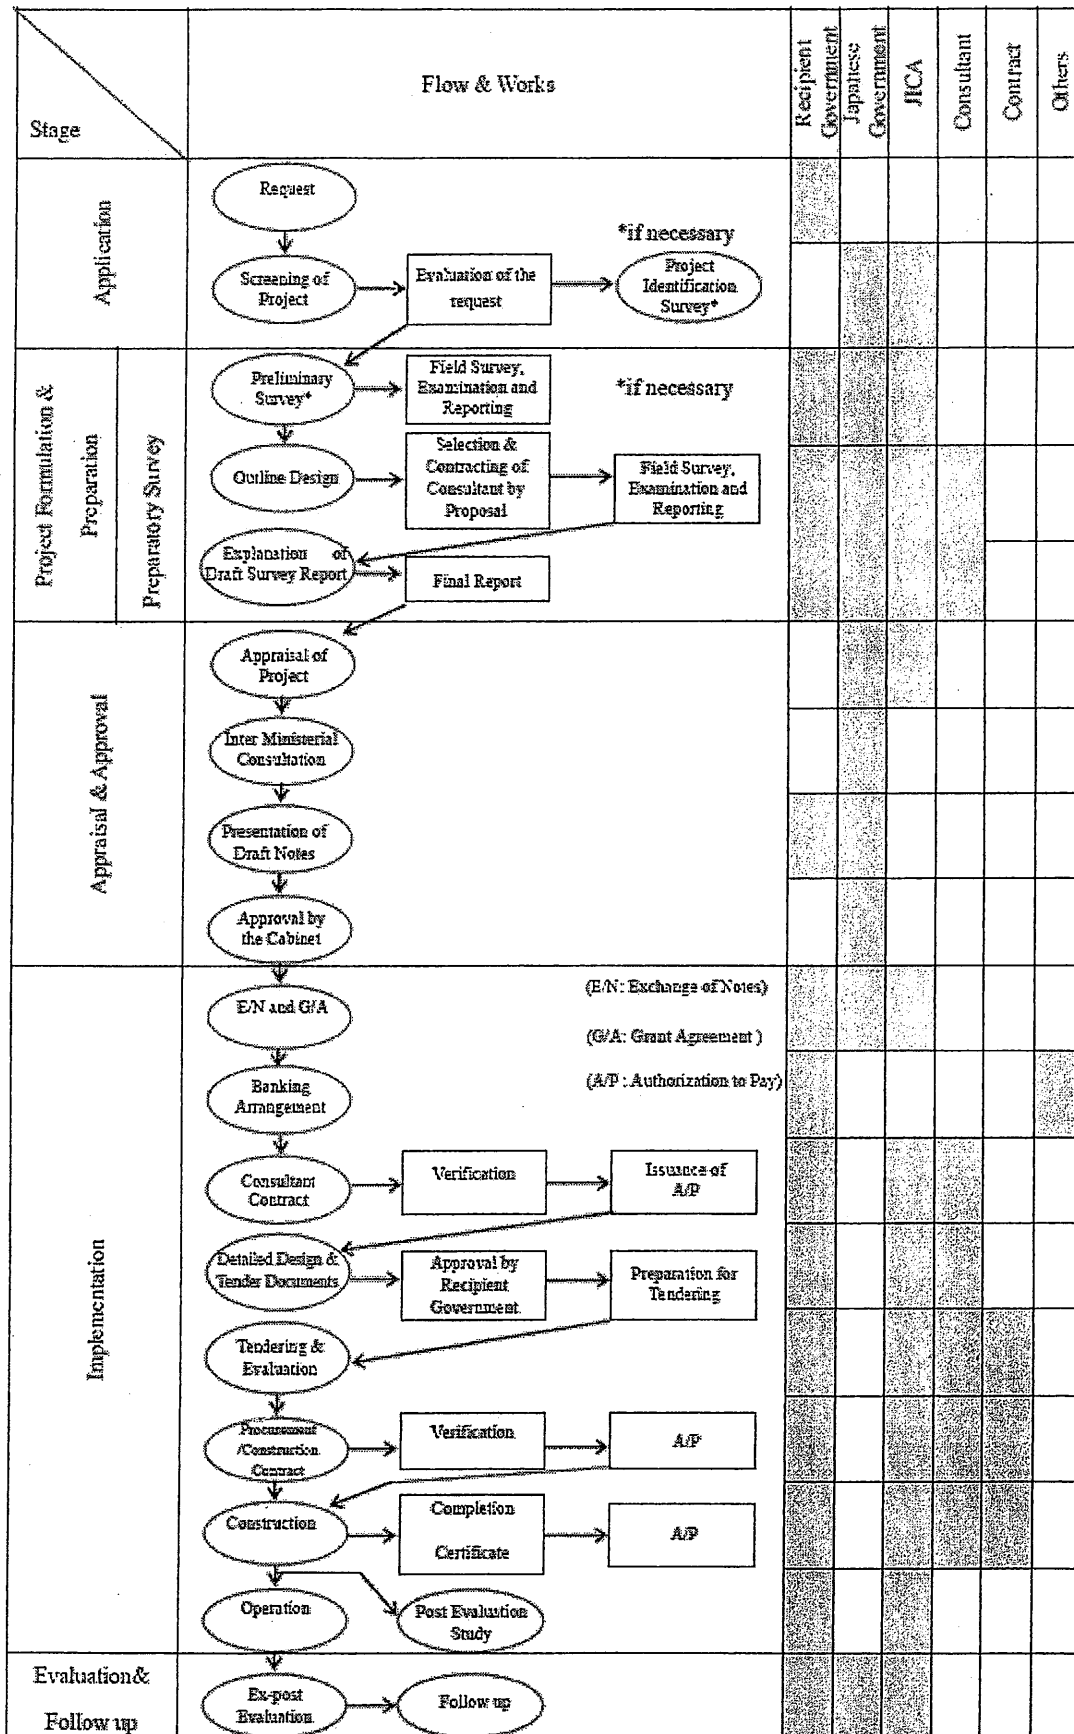 Stage
Flow & Works
Recipient
Government
Japanese
Government
JICA
Consultant
Contract
Others
Application
Request
*if necessary
Screening of
Project
Evaluation of the
request
Project
Identification
Survey*
Project Formulation &
Preparation
Preparatory Survey
Preliminary
Survey*
Field Survey,
Examination and
Reporting
*if necessary
Outline Design
Selection &
Contracting of
Consultant by
Proposal
Field Survey,
Examination and
Reporting
Explanation of
Draft Survey Report
Final Report
Appraisal & Approval
Appraisal of
Project
Inter Ministerial
Consultation
Presentation of
Draft Notes
Approval by
the Cabinet
Implementation
E/N and G/A
(E/N: Exchange of Notes)
(G/A: Grant Agreement )
(A/P : Authorization to Pay)
Banking
Arrangement
Consultant
Contract
Verification
Issuance of
A/P
Detailed Design &
Tender Documents
Approval by
Recipient
Government
Preparation for
Tendering
Tendering &
Evaluation
Procurement
/Construction
Contract
Verification
A/P
Construction
Completion
Certificate
A/P
Operation
Post Evaluation
Study
Evaluation&
Follow up
Ex-post
Evaluation
Follow up